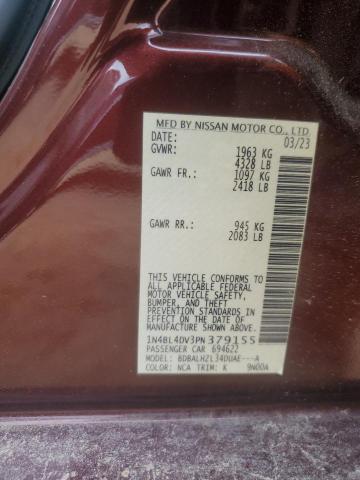 MFD BY NISSAN MOTOR CO., LTD.
DATE: 03/23
GVWR: 1963 KG
4328 LB
GAWR FR.: 1097 KG
2418 LB
GAWR RR.: 945 KG
2083 LB
THIS VEHICLE CONFORMS TO
ALL APPLICABLE FEDERAL
MOTOR VEHICLE SAFETY,
BUMPER, AND THEFT
PREVENTION STANDARDS
IN EFFECT ON THE DATE OF
MANUFACTURE SHOWN ABOVE.
1N4BL4DV3PN379155
PASSENGER CAR 694622
MODEL: BDBALHZL34DUAE----A
COLOR: NCA TRIM: K 9N00A